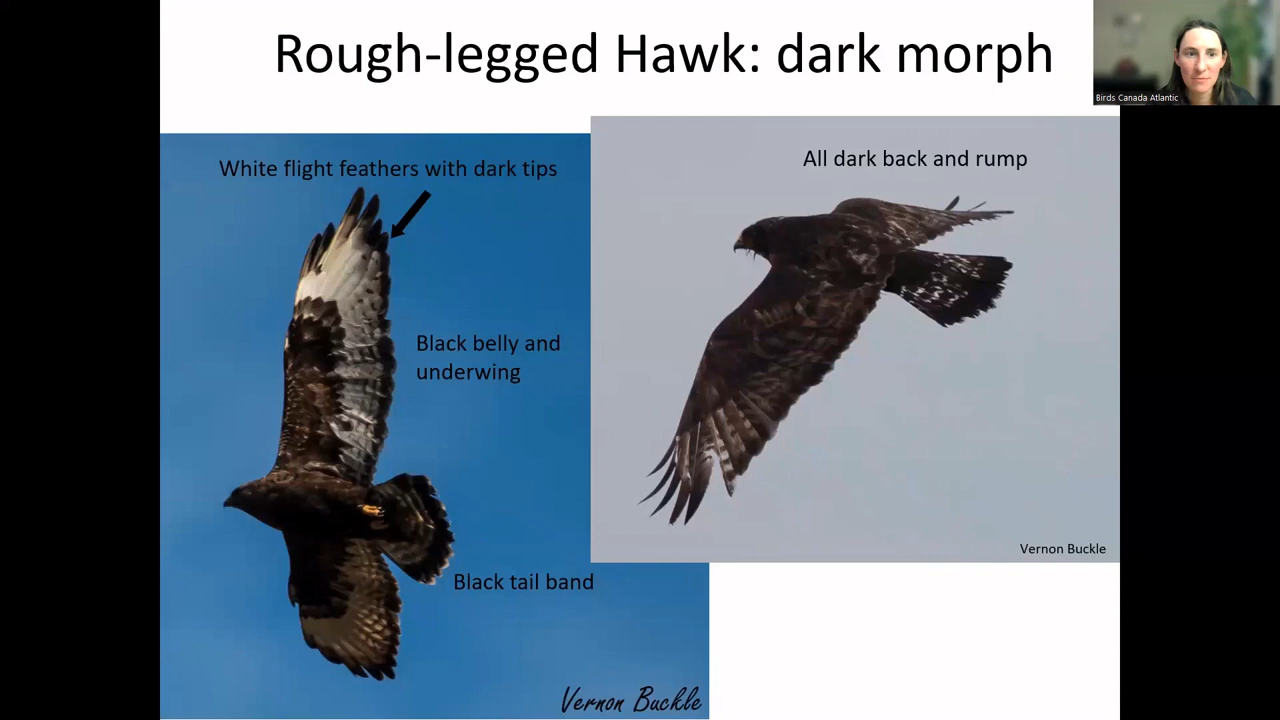 Rough-legged Hawk: dark morph
Birds Canada Atlantic
White flight feathers with dark tips
All dark back and rump
Black belly and
underwing
Vernon Buckle
Black tail band
Vernon Buckle